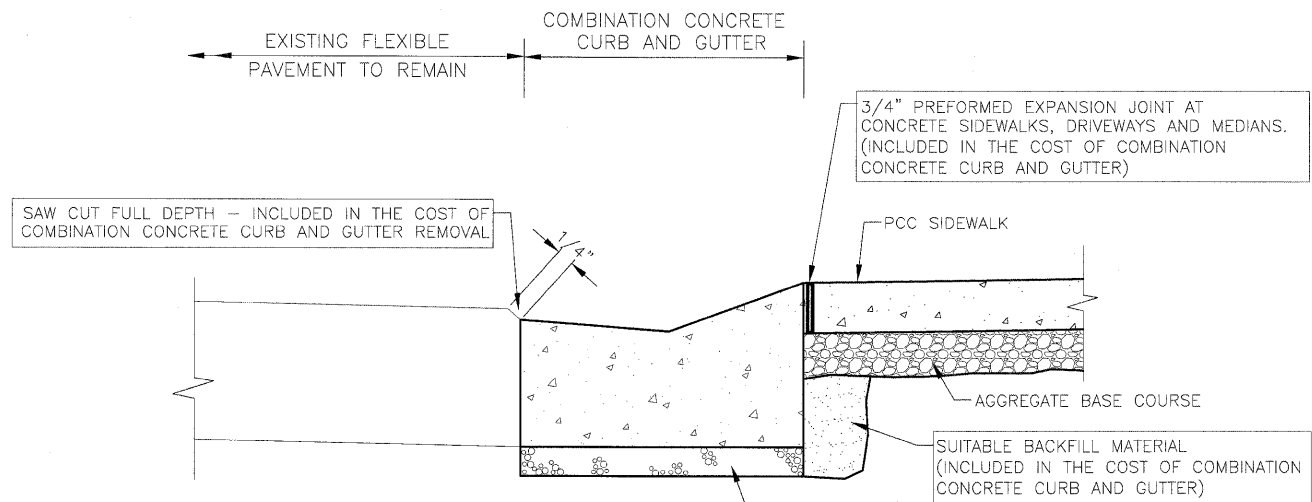 COMBINATION CONCRETE
CURB AND GUTTER
EXISTING FLEXIBLE
PAVEMENT TO REMAIN
3/4" PREFORMED EXPANSION JOINT AT
CONCRETE SIDEWALKS, DRIVEWAYS AND MEDIANS.
(INCLUDED IN THE COST OF COMBINATION
CONCRETE CURB AND GUTTER)
SAW CUT FULL DEPTH – INCLUDED IN THE COST OF
COMBINATION CONCRETE CURB AND GUTTER REMOVAL
1/4"
PCC SIDEWALK
AGGREGATE BASE COURSE
SUITABLE BACKFILL MATERIAL
(INCLUDED IN THE COST OF COMBINATION
CONCRETE CURB AND GUTTER)